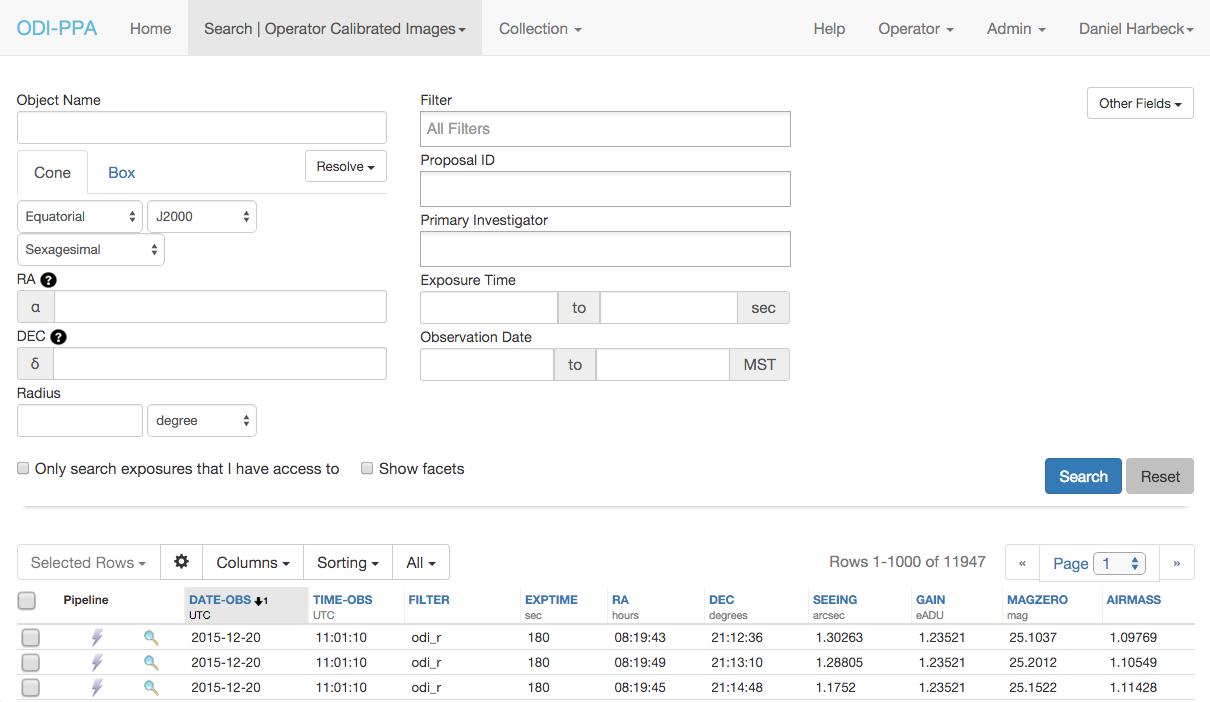 ODI-PPA Home Search | Operator Calibrated Images Collection Help Operator Admin Daniel Harbeck
Object Name
Cone Box Resolve
Equatorial J2000
Sexagesimal
RA ?
α
DEC ?
δ
Radius
degree
Filter
All Filters
Proposal ID
Primary Investigator
Exposure Time
to sec
Observation Date
to MST
Other Fields
Only search exposures that I have access to Show facets
Search Reset
Selected Rows Columns Sorting All Rows 1-1000 of 11947 « Page 1 »
Pipeline DATE-OBS 1 TIME-OBS FILTER EXPTIME RA DEC SEEING GAIN MAGZERO AIRMASS
UTC UTC sec hours degrees arcsec eADU mag
2015-12-20 11:01:10 odi_r 180 08:19:43 21:12:36 1.30263 1.23521 25.1037 1.09769
2015-12-20 11:01:10 odi_r 180 08:19:49 21:13:10 1.28805 1.23521 25.2012 1.10549
2015-12-20 11:01:10 odi_r 180 08:19:45 21:14:48 1.1752 1.23521 25.1522 1.11428